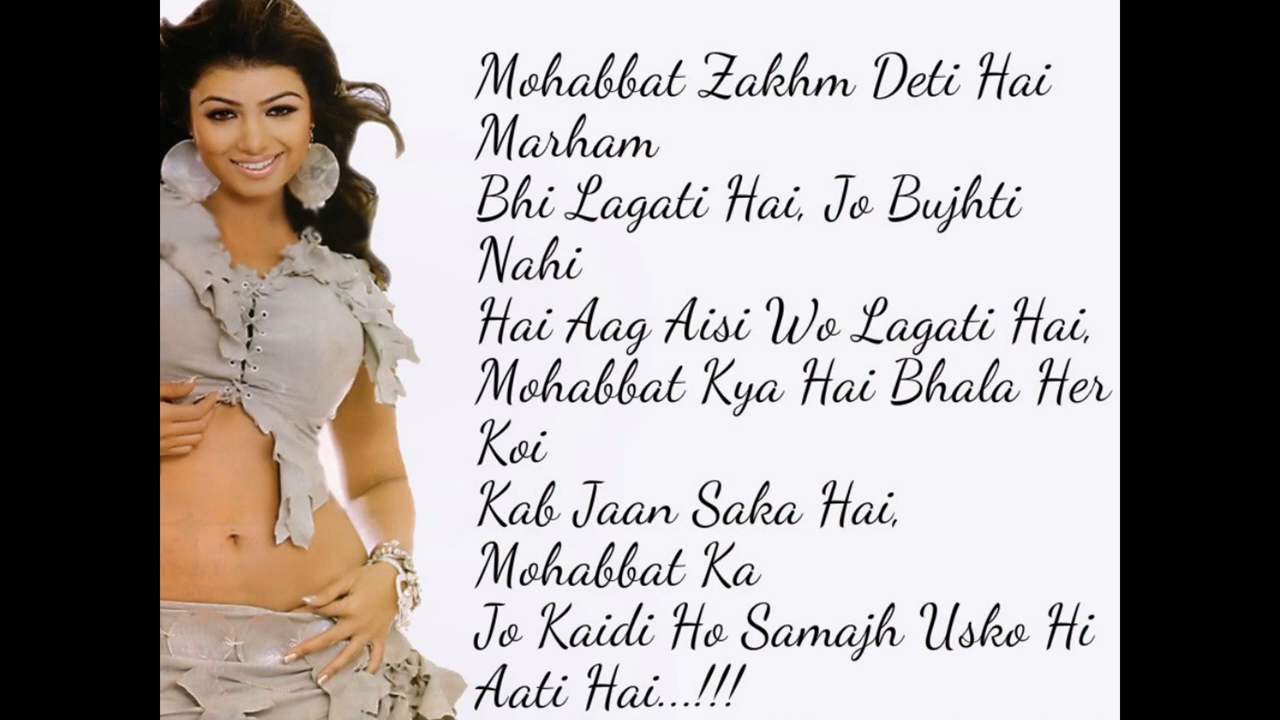 Mohabbat Zakhm Deti Hai
Marham
Bhi Lagati Hai, Jo Bujhti
Nahi
Hai Aag Aisi Wo Lagati Hai,
Mohabbat Kya Hai Bhala Her
Koi
Kab Jaan Saka Hai,
Mohabbat Ka
Jo Kaidi Ho Samajh Usko Hi
Aati Hai...!!!